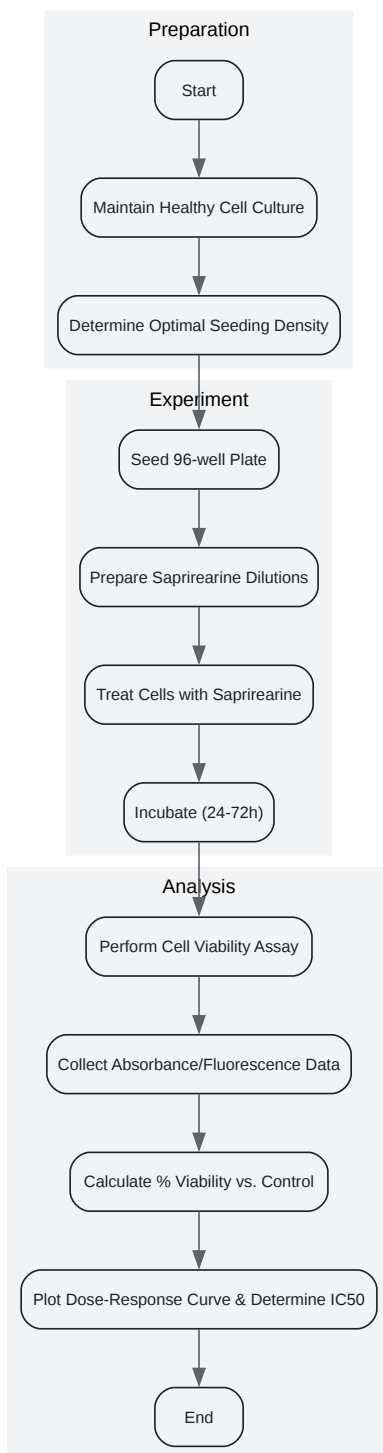 Preparation
Start
Maintain Healthy Cell Culture
Determine Optimal Seeding Density
Experiment
Seed 96-well Plate
Prepare Saprirearine Dilutions
Treat Cells with Saprirearine
Incubate (24-72h)
Analysis
Perform Cell Viability Assay
Collect Absorbance/Fluorescence Data
Calculate % Viability vs. Control
Plot Dose-Response Curve & Determine IC50
End